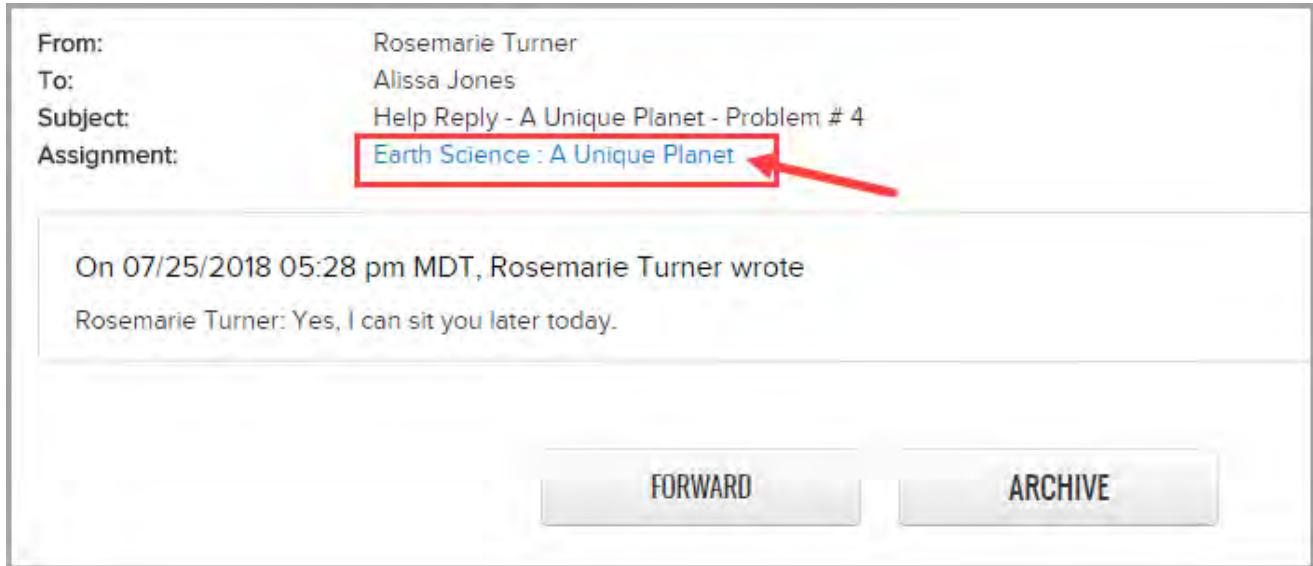 From: Rosemarie Turner
To: Alissa Jones
Subject: Help Reply - A Unique Planet - Problem # 4
Assignment: Earth Science : A Unique Planet
On 07/25/2018 05:28 pm MDT, Rosemarie Turner wrote
Rosemarie Turner: Yes, I can sit you later today.
FORWARD ARCHIVE